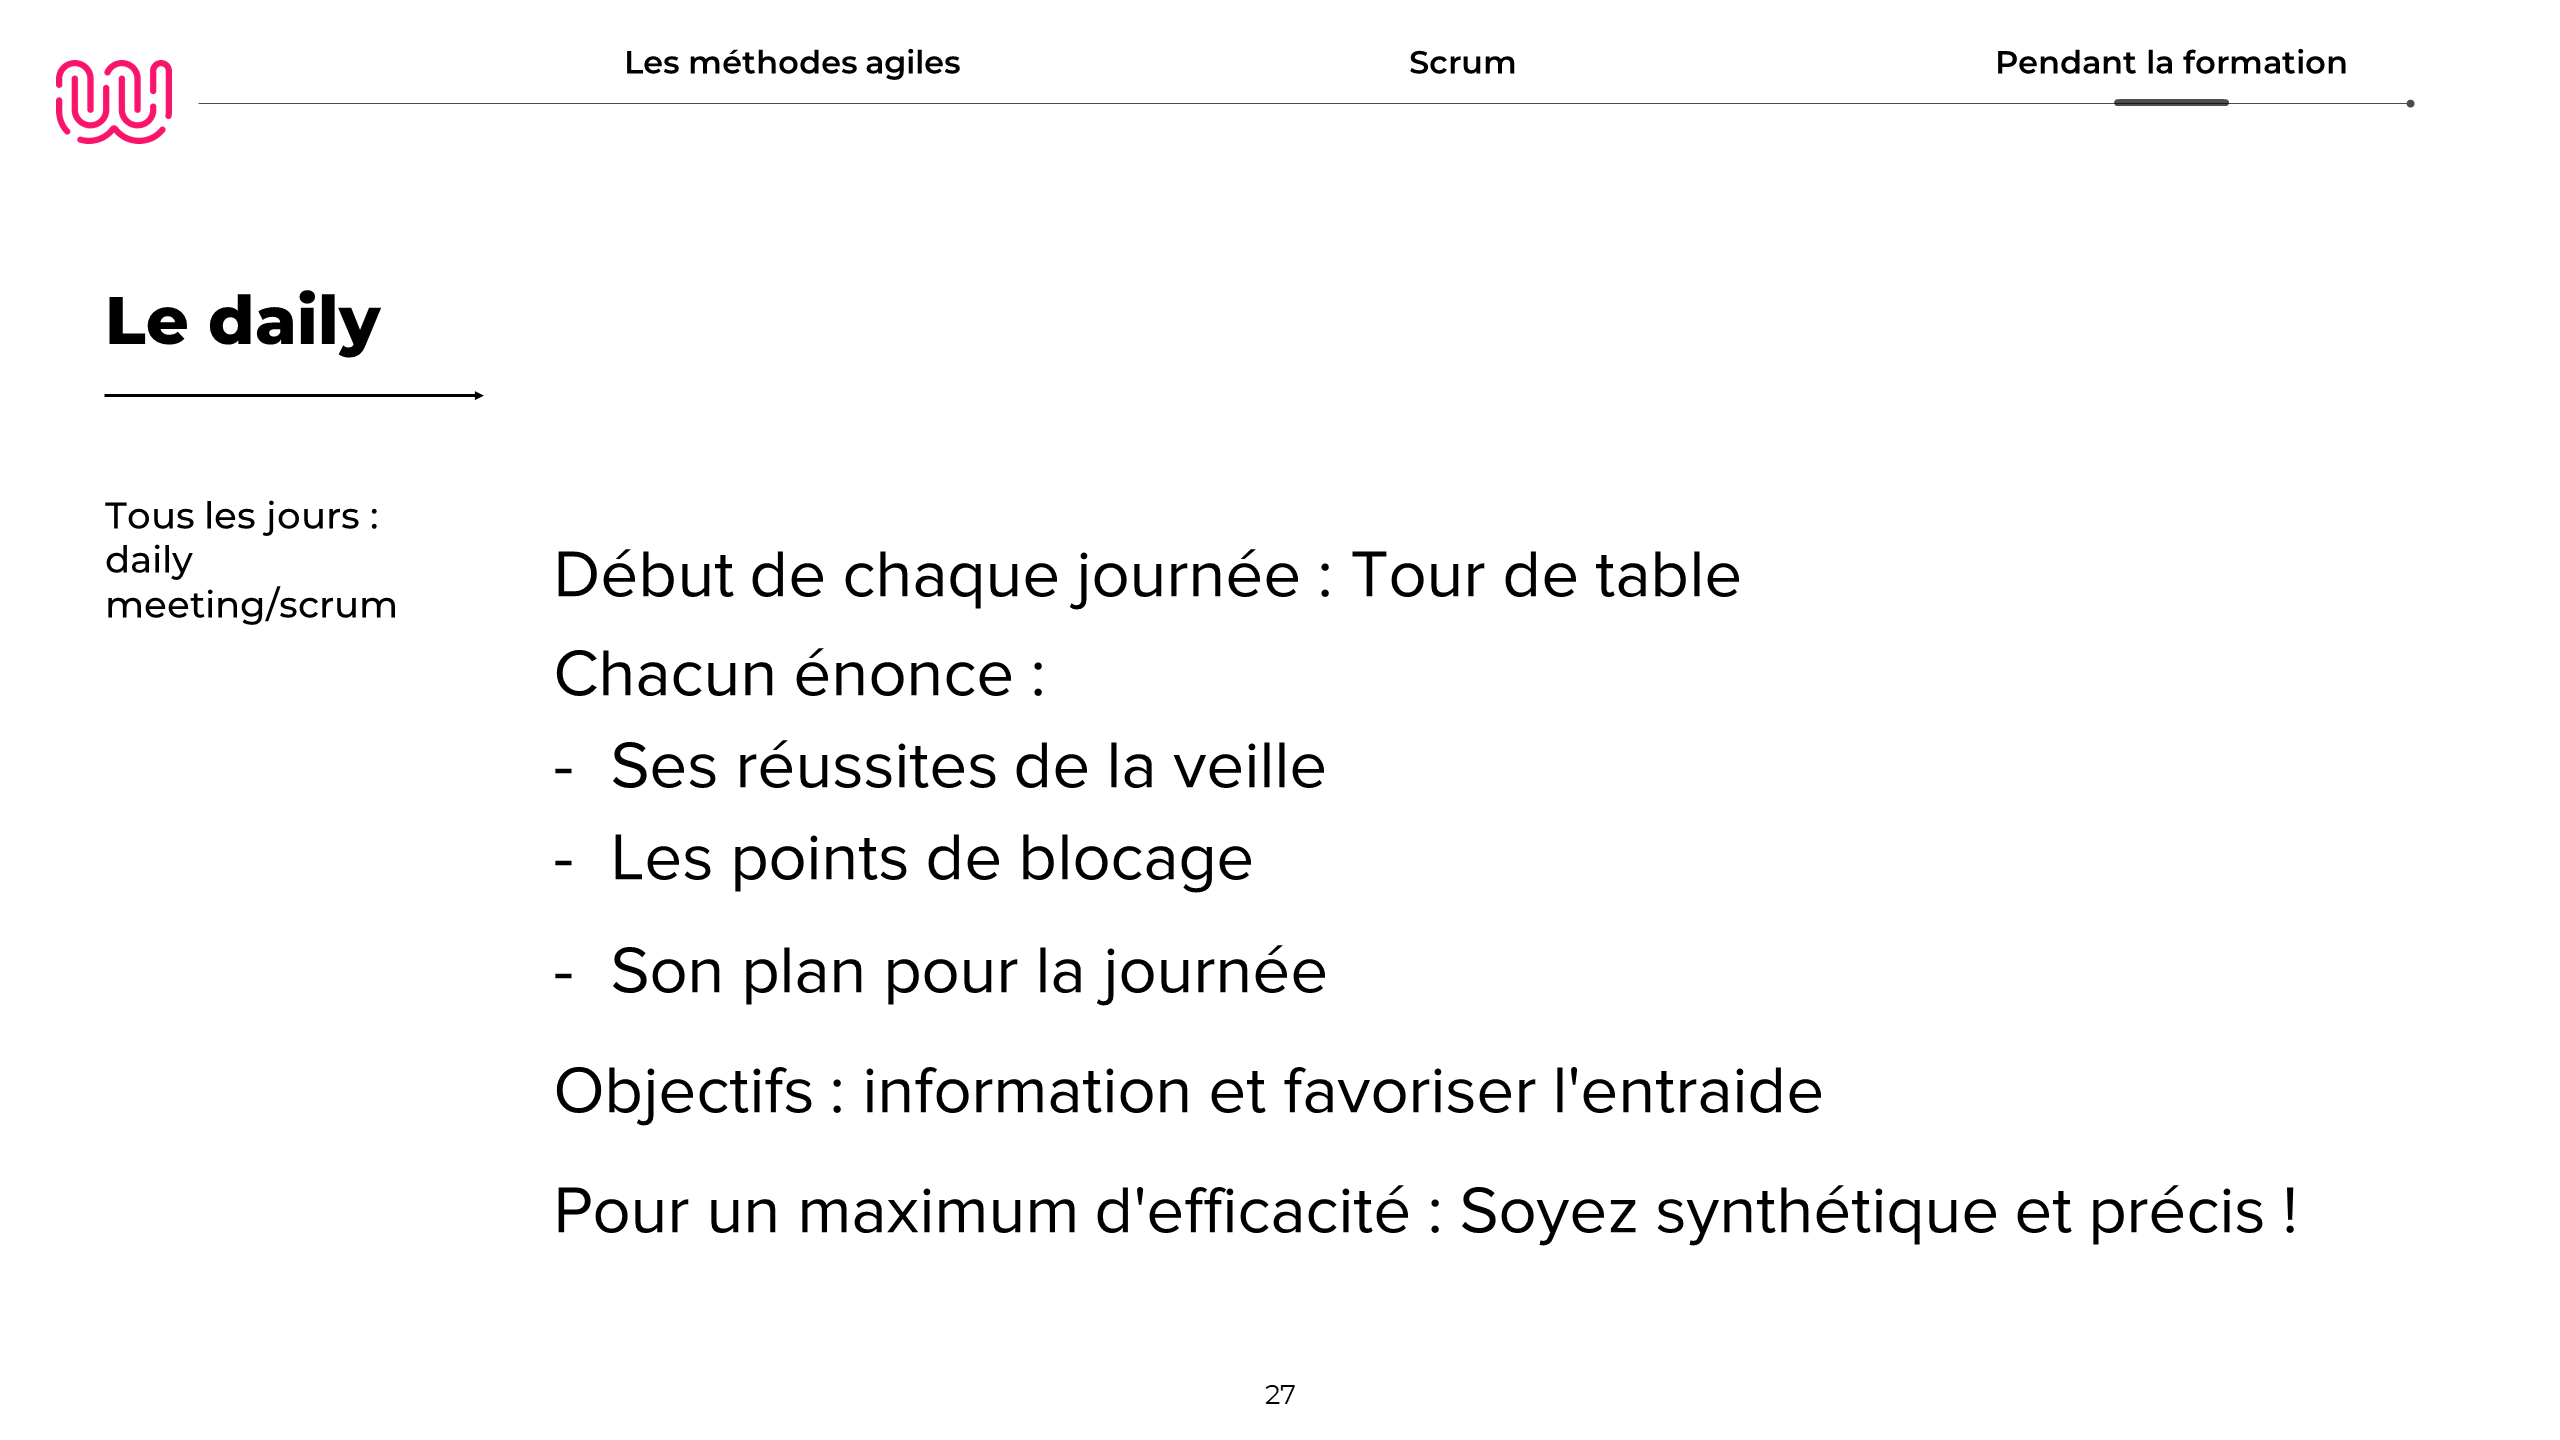 Les méthodes agiles
Scrum
Pendant la formation
Le daily
Tous les jours :
daily
meeting/scrum
Début de chaque journée : Tour de table
Chacun énonce :
- Ses réussites de la veille
- Les points de blocage
- Son plan pour la journée
Objectifs : information et favoriser l'entraide
Pour un maximum d'efficacité : Soyez synthétique et précis !
27